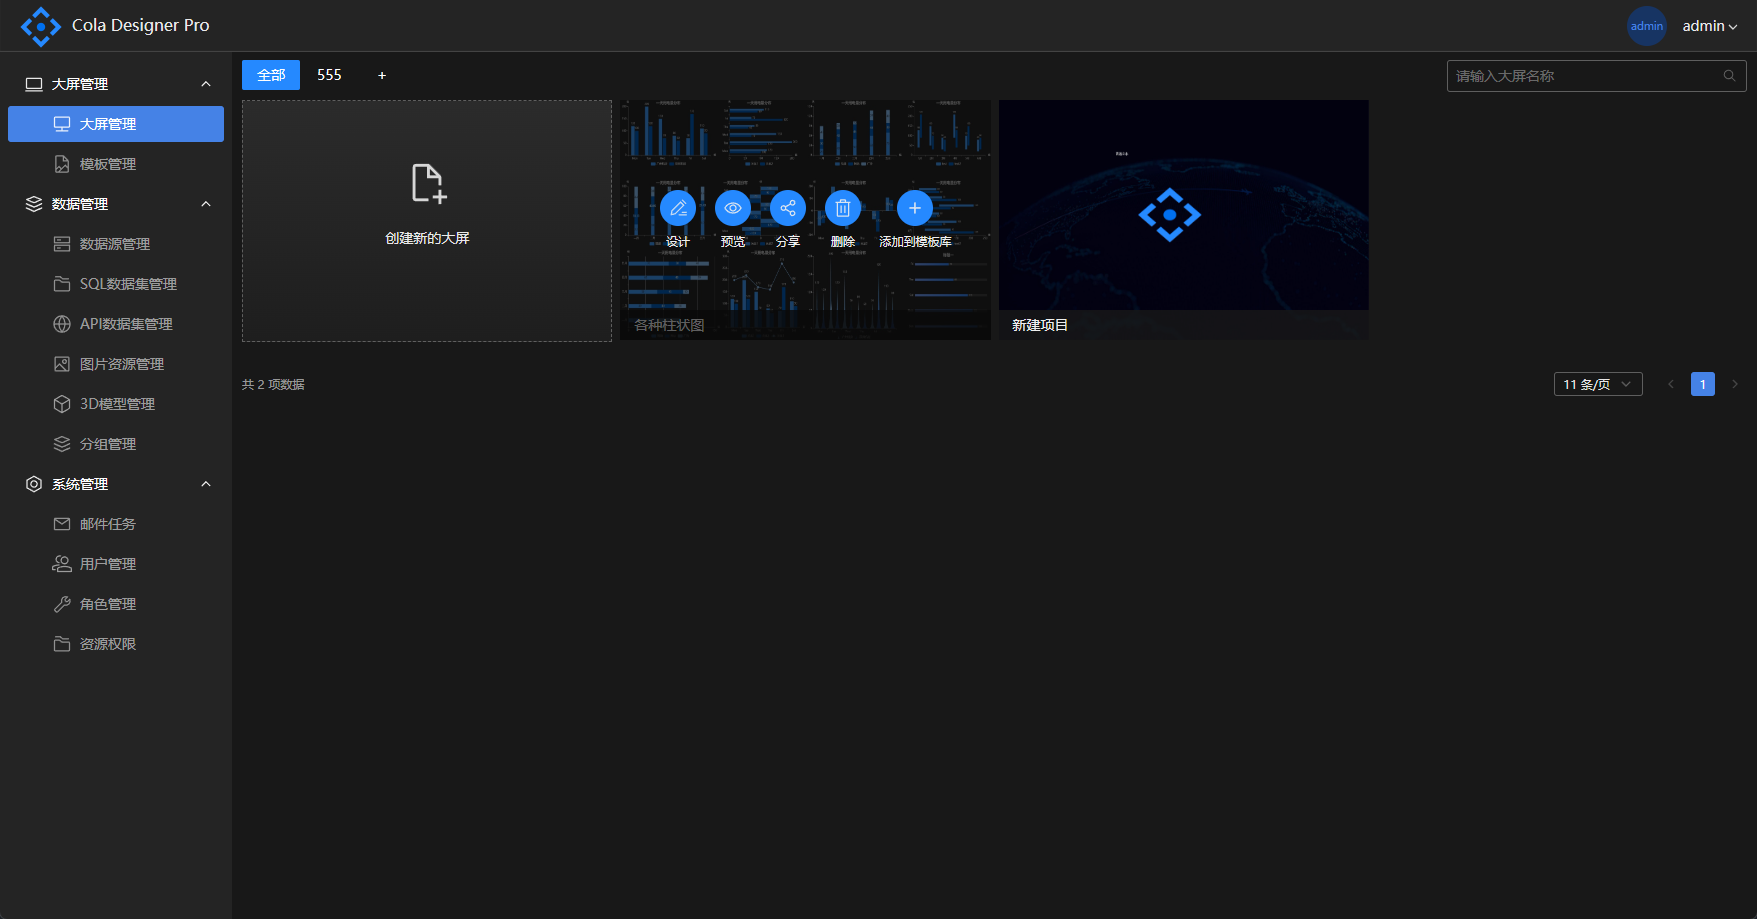 Cola Designer Pro
admin
admin
大屏管理
大屏管理
模板管理
数据管理
数据源管理
SQL数据集管理
API数据集管理
图片资源管理
3D模型管理
分组管理
系统管理
邮件任务
用户管理
角色管理
资源权限
全部
555
+
请输入大屏名称
创建新的大屏
设计
预览
分享
删除
添加到模板库
各种柱状图
新建项目
共 2 项数据
11 条/页
1